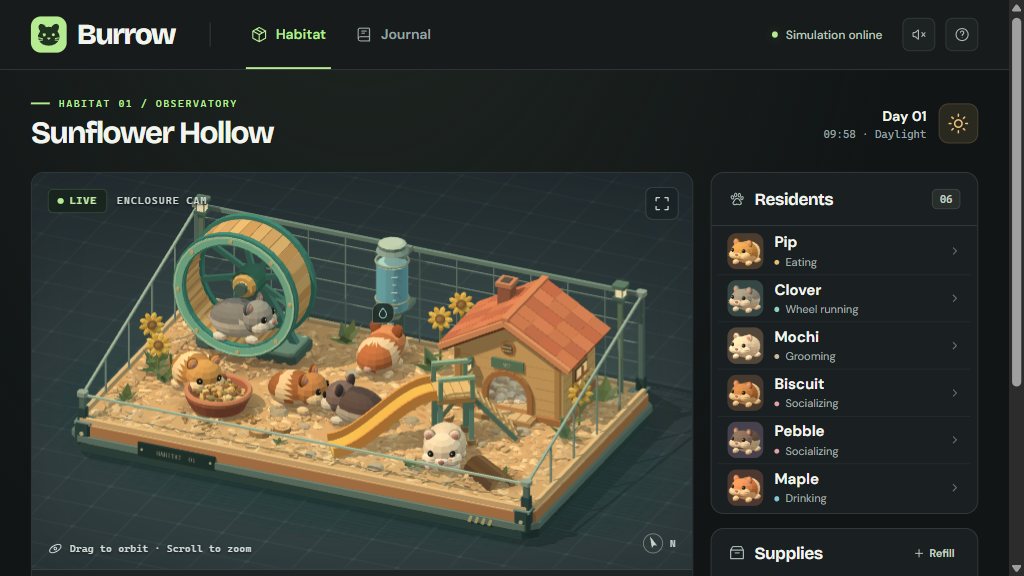 Burrow
Habitat
Journal
Simulation online
HABITAT 01 / OBSERVATORY
Sunflower Hollow
Day 01
09:58 · Daylight
LIVE
ENCLOSURE CAM
HABITAT 01
Drag to orbit · Scroll to zoom
N
Residents
06
Pip
Eating
Clover
Wheel running
Mochi
Grooming
Biscuit
Socializing
Pebble
Socializing
Maple
Drinking
Supplies
+ Refill